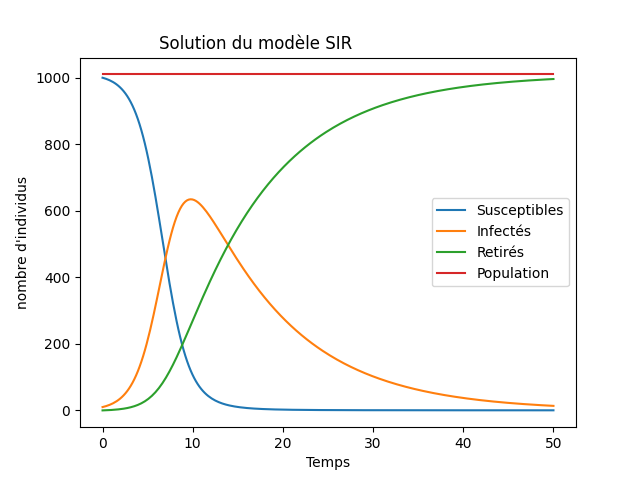 Solution du modèle SIR
nombre d'individus
1000
800
600
400
200
0
Susceptibles
Infectés
Retirés
Population
0 10 20 30 40 50
Temps